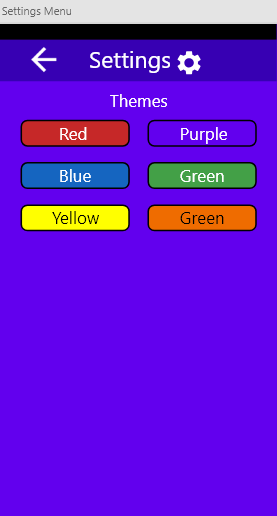 Settings Menu
Settings
Themes
Red
Purple
Blue
Green
Yellow
Green